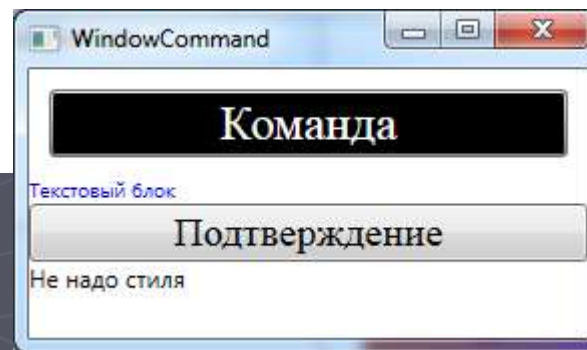 WindowCommand
Команда
Текстовый блок
Подтверждение
Не надо стиля